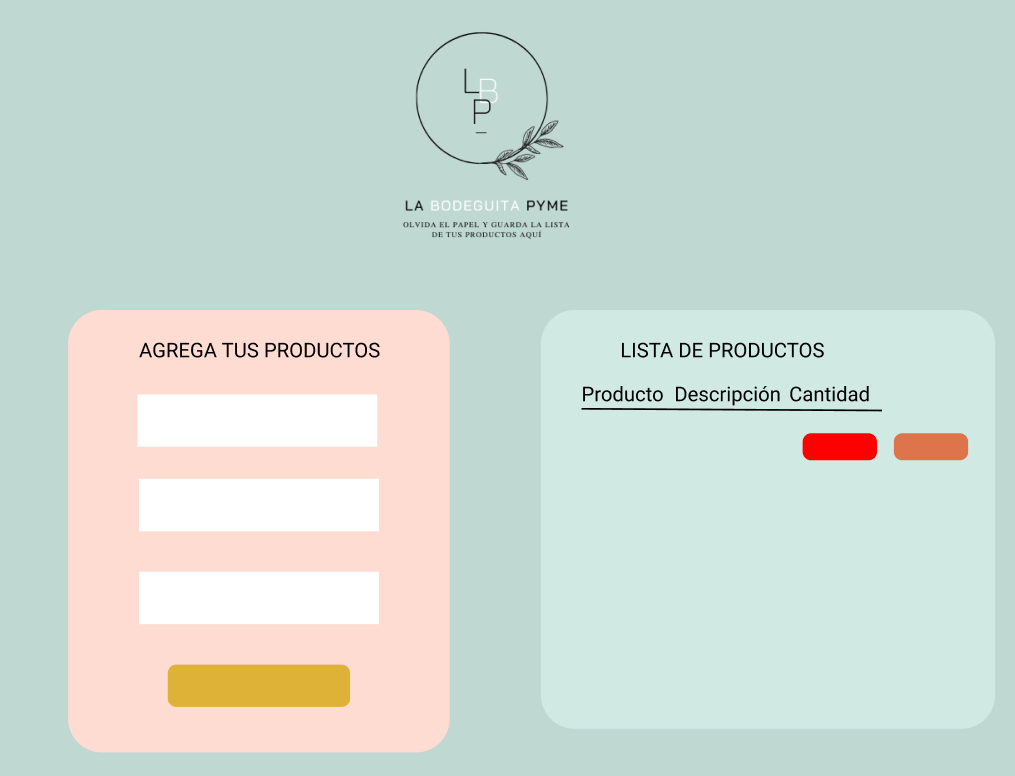 L
B
P
LA BODEGUITA PYME
OLVIDA EL PAPEL Y GUARDA LA LISTA
DE TUS PRODUCTOS AQUÍ
AGREGA TUS PRODUCTOS
LISTA DE PRODUCTOS
Producto Descripción Cantidad